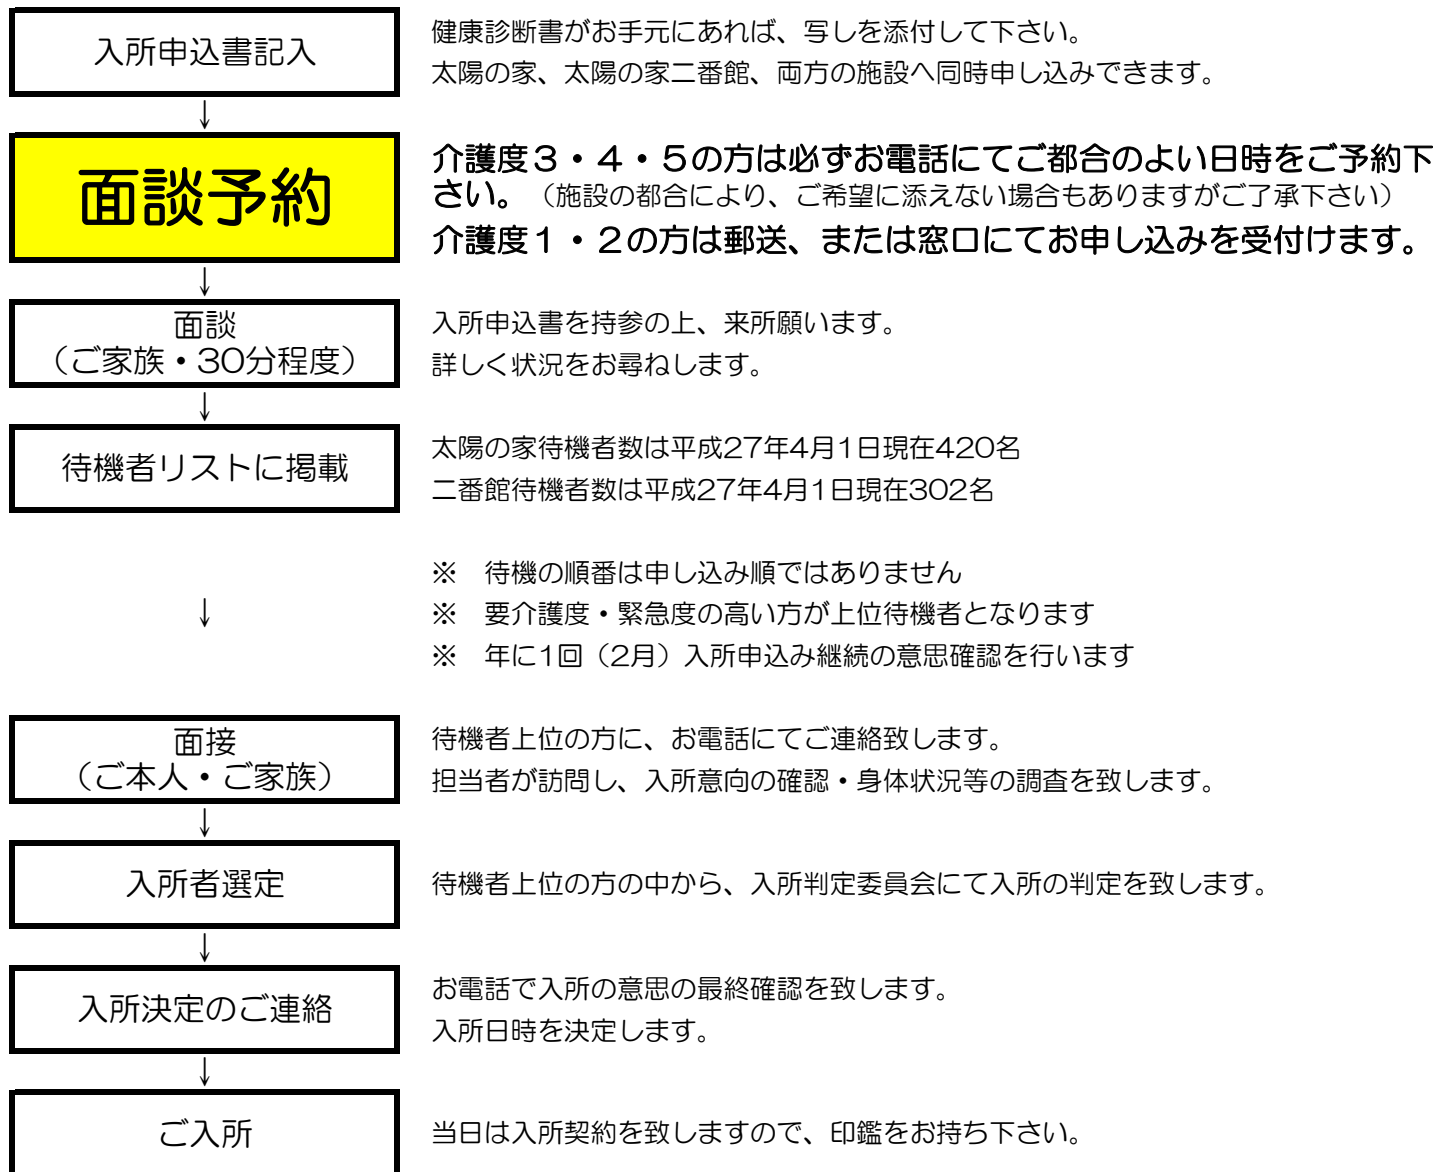 入所申込書記入
健康診断書がお手元にあれば、写しを添付して下さい。
太陽の家、太陽の家二番館、両方の施設へ同時申し込みできます。
↓
面談予約
介護度３・４・５の方は必ずお電話にてご都合のよい日時をご予約下
さい。（施設の都合により、ご希望に添えない場合もありますがご了承下さい）
介護度１・２の方は郵送、または窓口にてお申し込みを受付けます。
↓
面談
（ご家族・30分程度）
入所申込書を持参の上、来所願います。
詳しく状況をお尋ねします。
↓
待機者リストに掲載
太陽の家待機者数は平成27年4月1日現在420名
二番館待機者数は平成27年4月1日現在302名
※　待機の順番は申し込み順ではありません
↓
※　要介護度・緊急度の高い方が上位待機者となります
※　年に1回（2月）入所申込み継続の意思確認を行います
面接
（ご本人・ご家族）
待機者上位の方に、お電話にてご連絡致します。
担当者が訪問し、入所意向の確認・身体状況等の調査を致します。
↓
入所者選定
待機者上位の方の中から、入所判定委員会にて入所の判定を致します。
↓
入所決定のご連絡
お電話で入所の意思の最終確認を致します。
入所日時を決定します。
↓
ご入所
当日は入所契約を致しますので、印鑑をお持ち下さい。